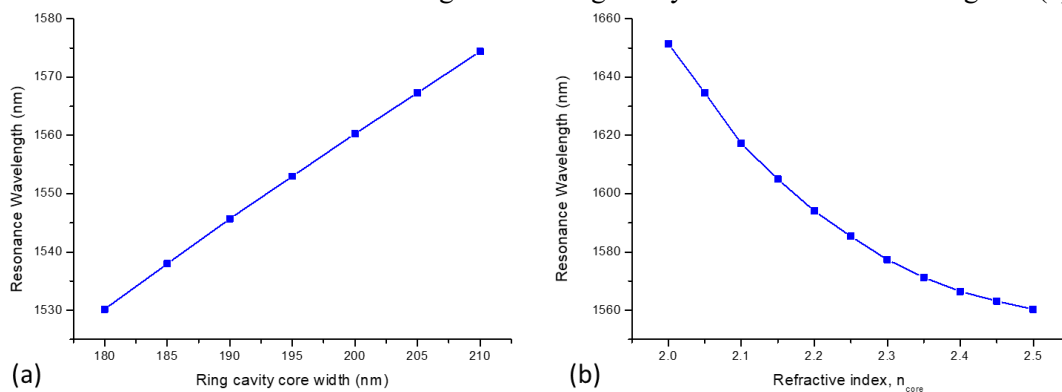 1580
1570
1560
1550
1540
1530
Resonance Wavelength (nm)
180 185 190 195 200 205 210
Ring cavity core width (nm)
(a)
1660
1640
1620
1600
1580
1560
Resonance Wavelength (nm)
2.0 2.1 2.2 2.3 2.4 2.5
Refractive index, n_core
(b)